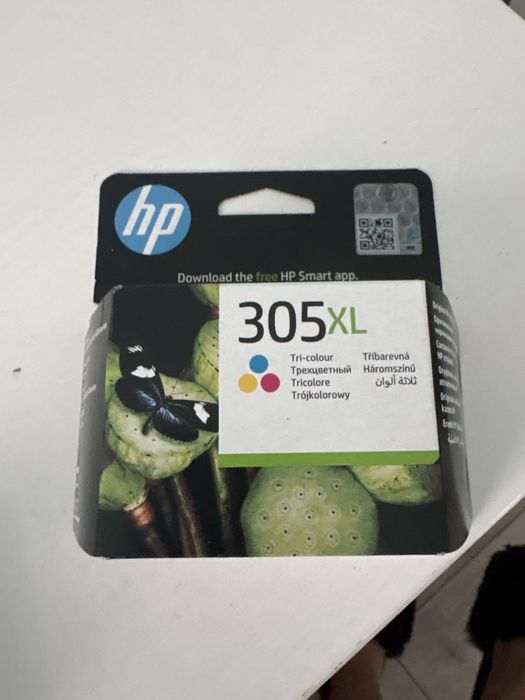 hp
Download the free HP Smart app.
305XL
Tri-colour
Трехцветный
Tricolore
Trójkolorowy
Tříbarevná
Háromszínű
ثلاثة ألوان